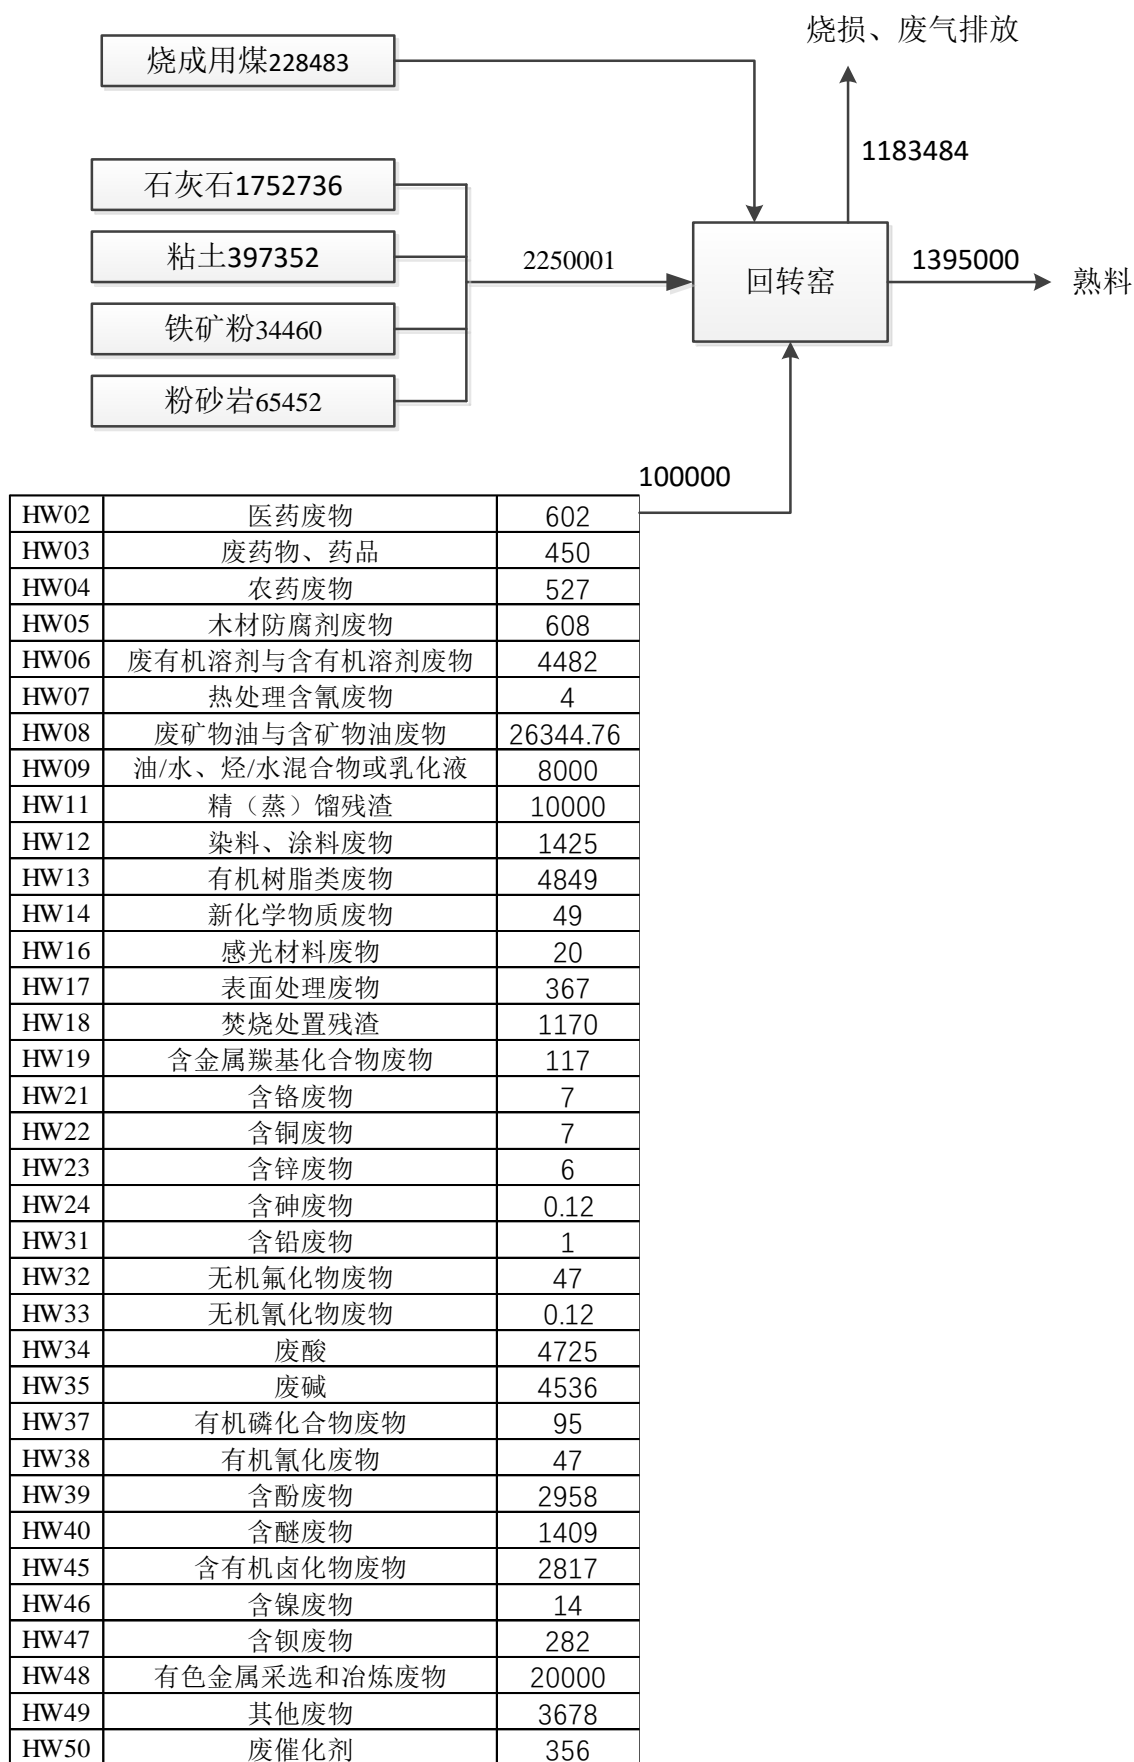 烧损、废气排放
烧成用煤228483
1183484
石灰石1752736
粘土397352
2250001
回转窑
1395000
熟料
铁矿粉34460
粉砂岩65452
100000
HW02 医药废物 602
HW03 废药物、药品 450
HW04 农药废物 527
HW05 木材防腐剂废物 608
HW06 废有机溶剂与含有机溶剂废物 4482
HW07 热处理含氰废物 4
HW08 废矿物油与含矿物油废物 26344.76
HW09 油/水、烃/水混合物或乳化液 8000
HW11 精（蒸）馏残渣 10000
HW12 染料、涂料废物 1425
HW13 有机树脂类废物 4849
HW14 新化学物质废物 49
HW16 感光材料废物 20
HW17 表面处理废物 367
HW18 焚烧处置残渣 1170
HW19 含金属羰基化合物废物 117
HW21 含铬废物 7
HW22 含铜废物 7
HW23 含锌废物 6
HW24 含砷废物 0.12
HW31 含铅废物 1
HW32 无机氟化物废物 47
HW33 无机氰化物废物 0.12
HW34 废酸 4725
HW35 废碱 4536
HW37 有机磷化合物废物 95
HW38 有机氰化废物 47
HW39 含酚废物 2958
HW40 含醚废物 1409
HW45 含有机卤化物废物 2817
HW46 含镍废物 14
HW47 含钡废物 282
HW48 有色金属采选和冶炼废物 20000
HW49 其他废物 3678
HW50 废催化剂 356